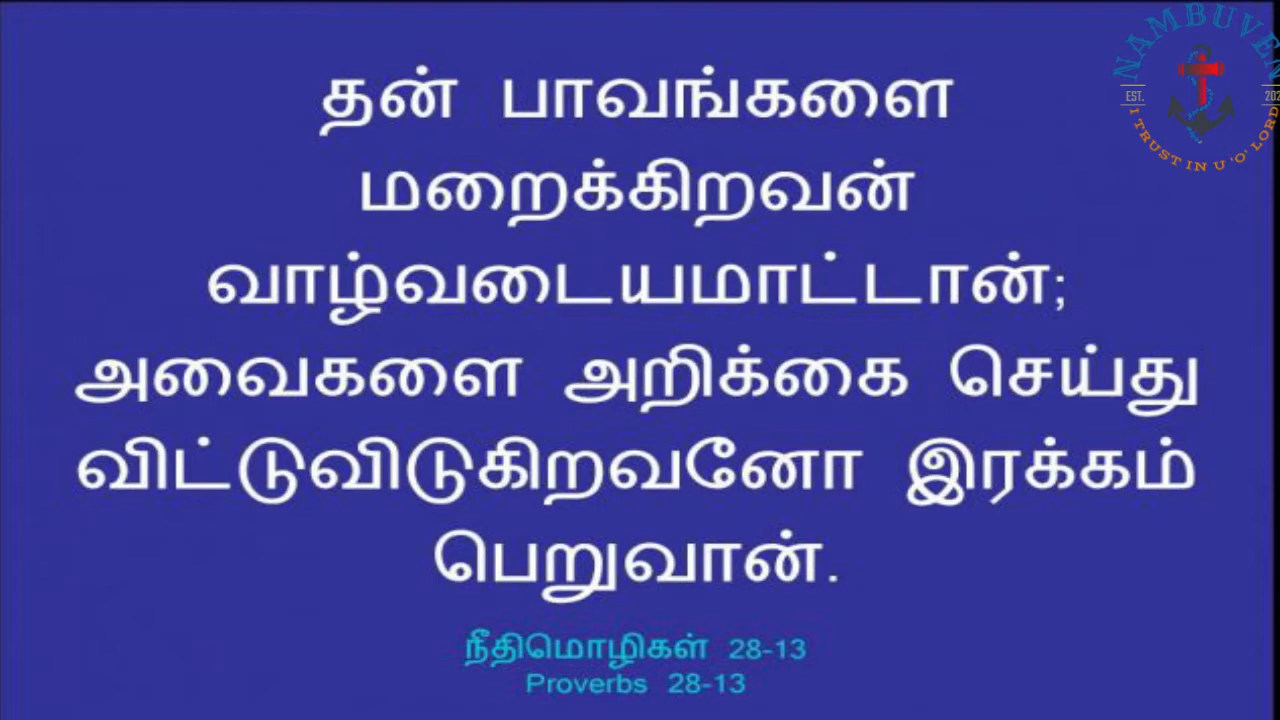 NAMBUVEN
EST.
202
I TRUST IN U 'O' LORD
தன் பாவங்களை
மறைக்கிறவன்
வாழ்வடையமாட்டான்;
அவைகளை அறிக்கை செய்து
விட்டுவிடுகிறவனோ இரக்கம்
பெறுவான்.
நீதிமொழிகள் 28-13
Proverbs 28-13